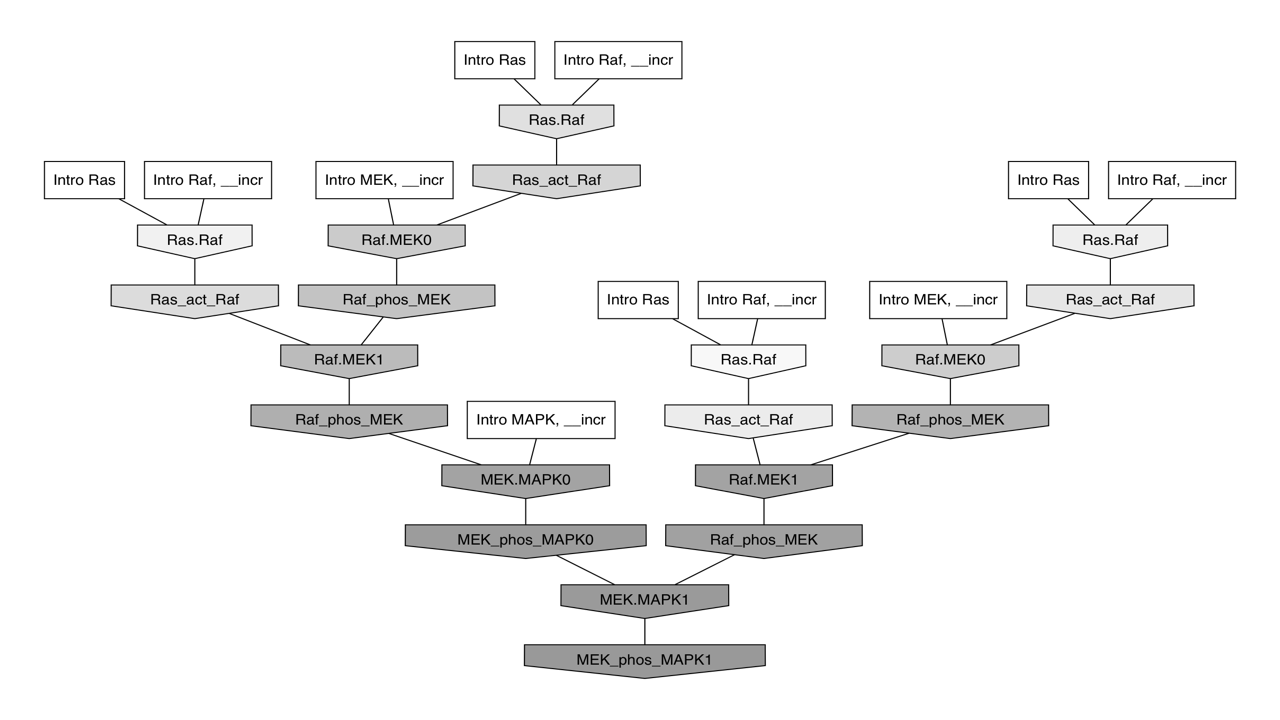 Intro Ras
Intro Raf, __incr
Ras.Raf
Intro Ras
Intro Raf, __incr
Intro MEK, __incr
Ras_act_Raf
Intro Ras
Intro Raf, __incr
Ras.Raf
Raf.MEK0
Ras.Raf
Ras_act_Raf
Raf_phos_MEK
Intro Ras
Intro Raf, __incr
Intro MEK, __incr
Ras_act_Raf
Raf.MEK1
Ras.Raf
Raf.MEK0
Raf_phos_MEK
Intro MAPK, __incr
Ras_act_Raf
Raf_phos_MEK
MEK.MAPK0
Raf.MEK1
MEK_phos_MAPK0
Raf_phos_MEK
MEK.MAPK1
MEK_phos_MAPK1